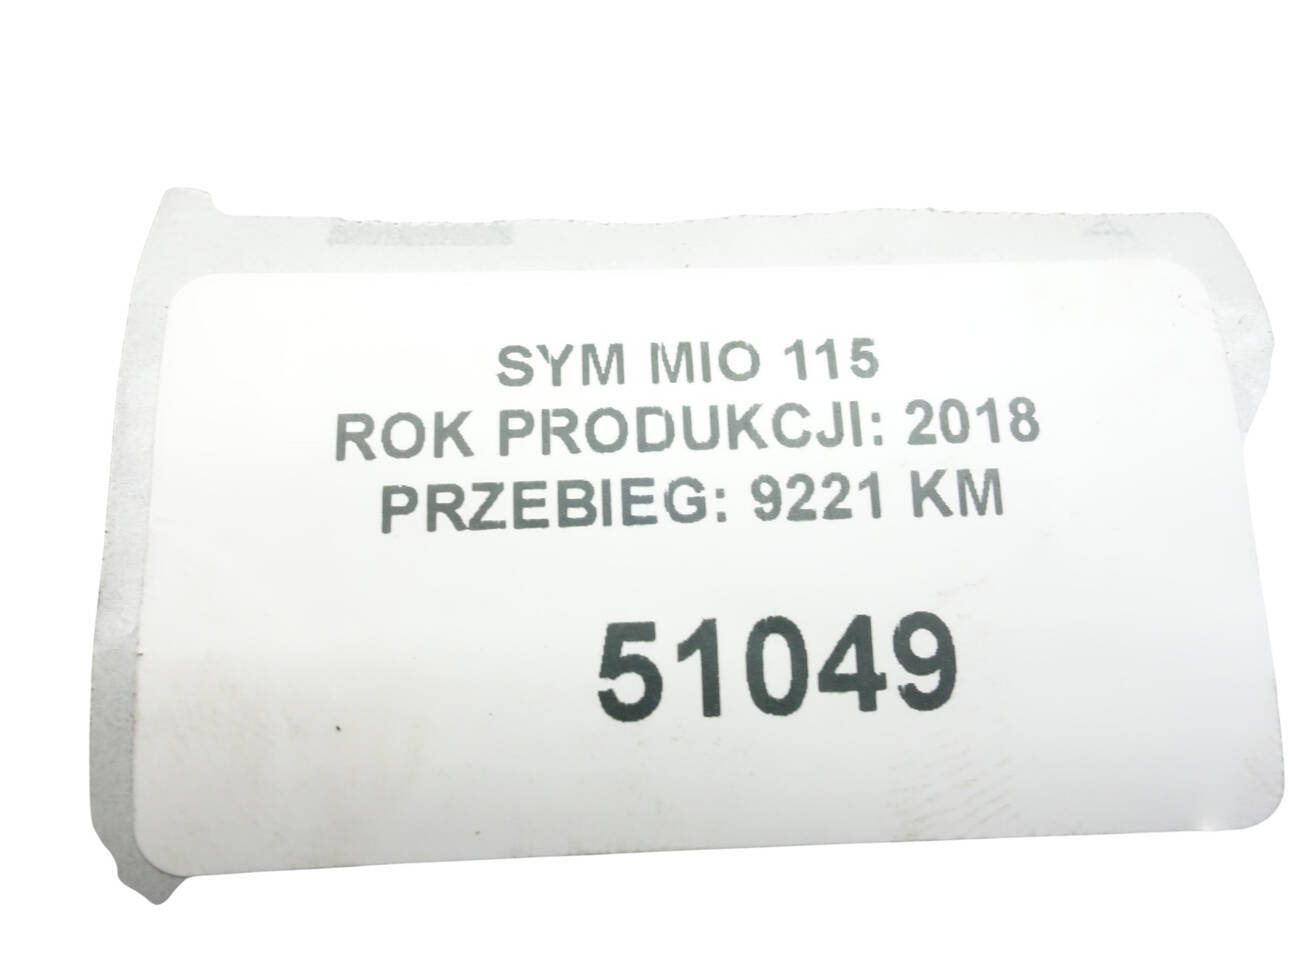 SYM MIO 115
ROK PRODUKCJI: 2018
PRZEBIEG: 9221 KM
51049